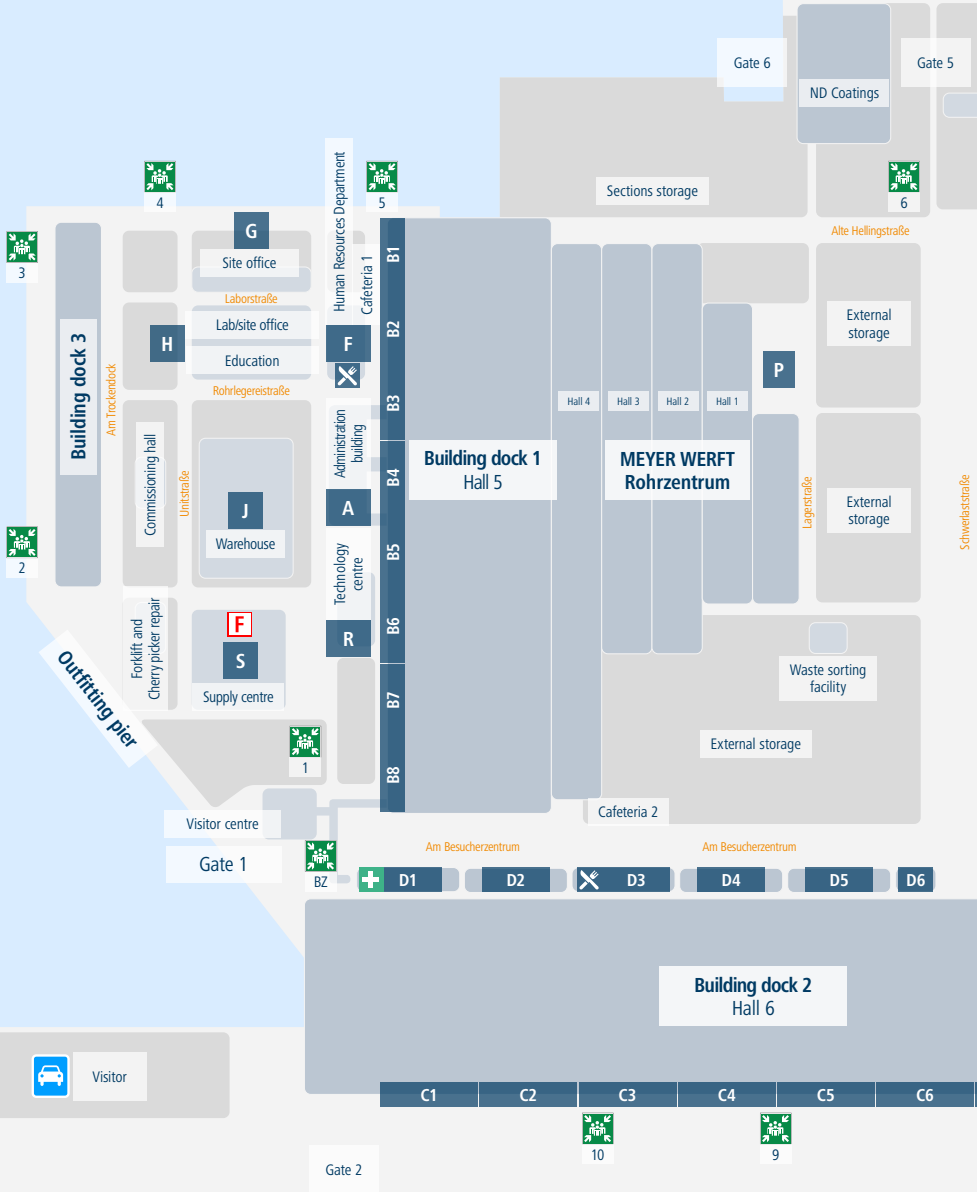 Gate 6
Gate 5
ND Coatings
Sections storage
4
5
6
3
Human Resources Department
Cafeteria 1
G
Site office
Alte Hellingstraße
Laborstraße
Lab/site office
H
Education
F
Rohrlegereistraße
Building dock 3
Am Trockendock
B1
B2
B3
B4
B5
B6
B7
B8
External
storage
P
Hall 4
Hall 3
Hall 2
Hall 1
Commissioning hall
Unitstraße
Administration
building
Building dock 1
Hall 5
MEYER WERFT
Rohrzentrum
Lagerstraße
External
storage
Schwerlaststraße
J
Warehouse
A
2
Technology
centre
R
Forklift and
Cherry picker repair
F
S
Supply centre
Outfitting pier
Waste sorting
facility
External storage
1
Visitor centre
Cafeteria 2
Gate 1
Am Besucherzentrum
Am Besucherzentrum
BZ
D1
D2
D3
D4
D5
D6
Building dock 2
Hall 6
Visitor
C1
C2
C3
C4
C5
C6
10
9
Gate 2